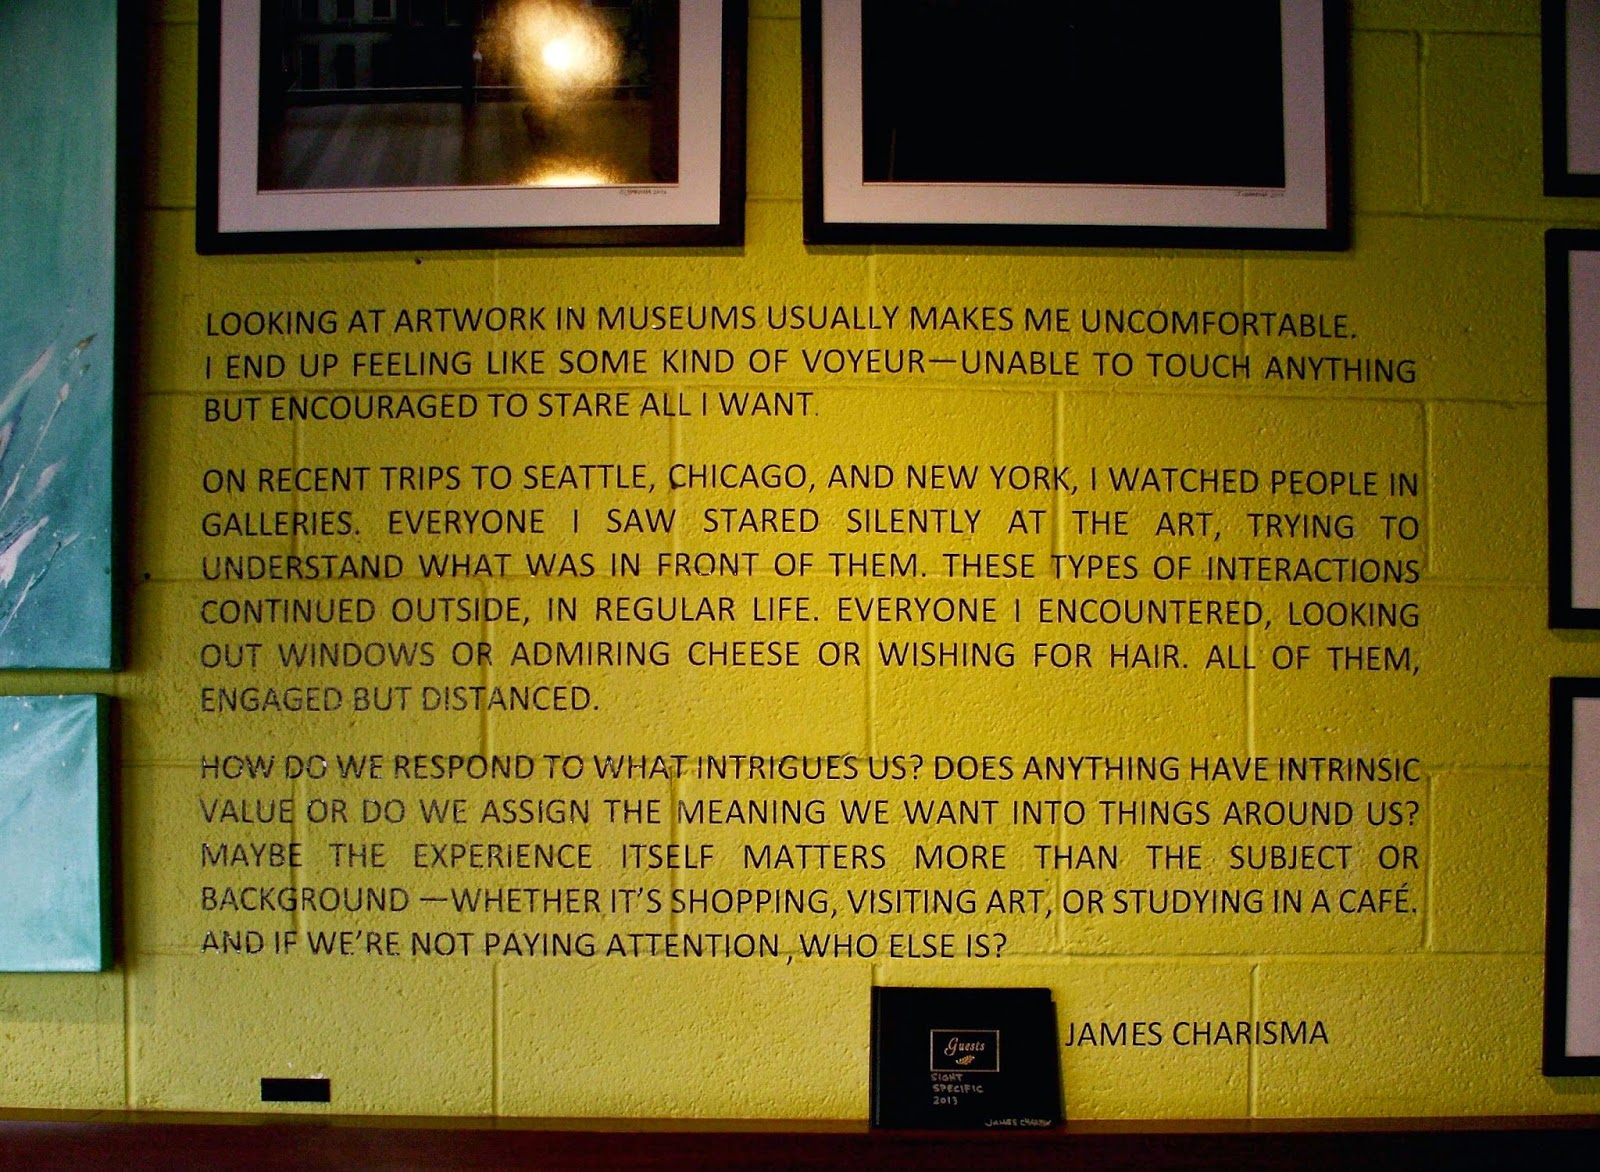 LOOKING AT ARTWORK IN MUSEUMS USUALLY MAKES ME UNCOMFORTABLE.
I END UP FEELING LIKE SOME KIND OF VOYEUR—UNABLE TO TOUCH ANYTHING
BUT ENCOURAGED TO STARE ALL I WANT.
ON RECENT TRIPS TO SEATTLE, CHICAGO, AND NEW YORK, I WATCHED PEOPLE IN
GALLERIES. EVERYONE I SAW STARED SILENTLY AT THE ART, TRYING TO
UNDERSTAND WHAT WAS IN FRONT OF THEM. THESE TYPES OF INTERACTIONS
CONTINUED OUTSIDE, IN REGULAR LIFE. EVERYONE I ENCOUNTERED, LOOKING
OUT WINDOWS OR ADMIRING CHEESE OR WISHING FOR HAIR. ALL OF THEM,
ENGAGED BUT DISTANCED.
HOW DO WE RESPOND TO WHAT INTRIGUES US? DOES ANYTHING HAVE INTRINSIC
VALUE OR DO WE ASSIGN THE MEANING WE WANT INTO THINGS AROUND US?
MAYBE THE EXPERIENCE ITSELF MATTERS MORE THAN THE SUBJECT OR
BACKGROUND —WHETHER IT'S SHOPPING, VISITING ART, OR STUDYING IN A CAFÉ.
AND IF WE'RE NOT PAYING ATTENTION, WHO ELSE IS?
JAMES CHARISMA
Guests
SIGHT
SPECIFIC
2013
JAMES CHARISMA